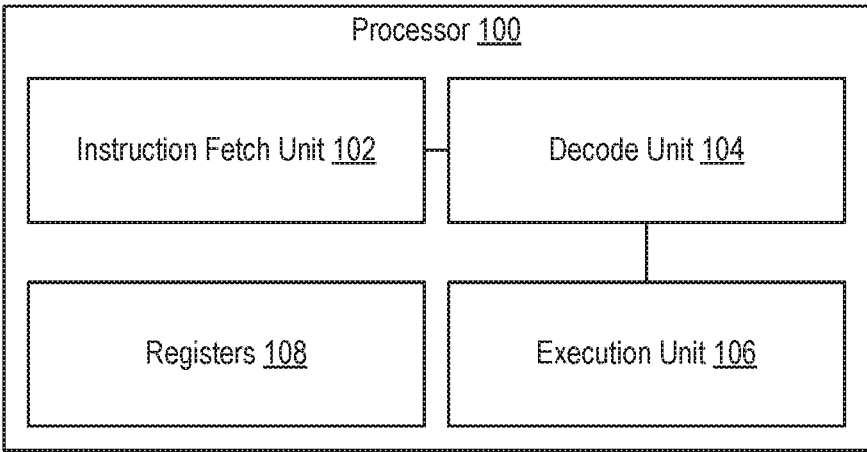 Processor 100
Instruction Fetch Unit 102
Decode Unit 104
Registers 108
Execution Unit 106